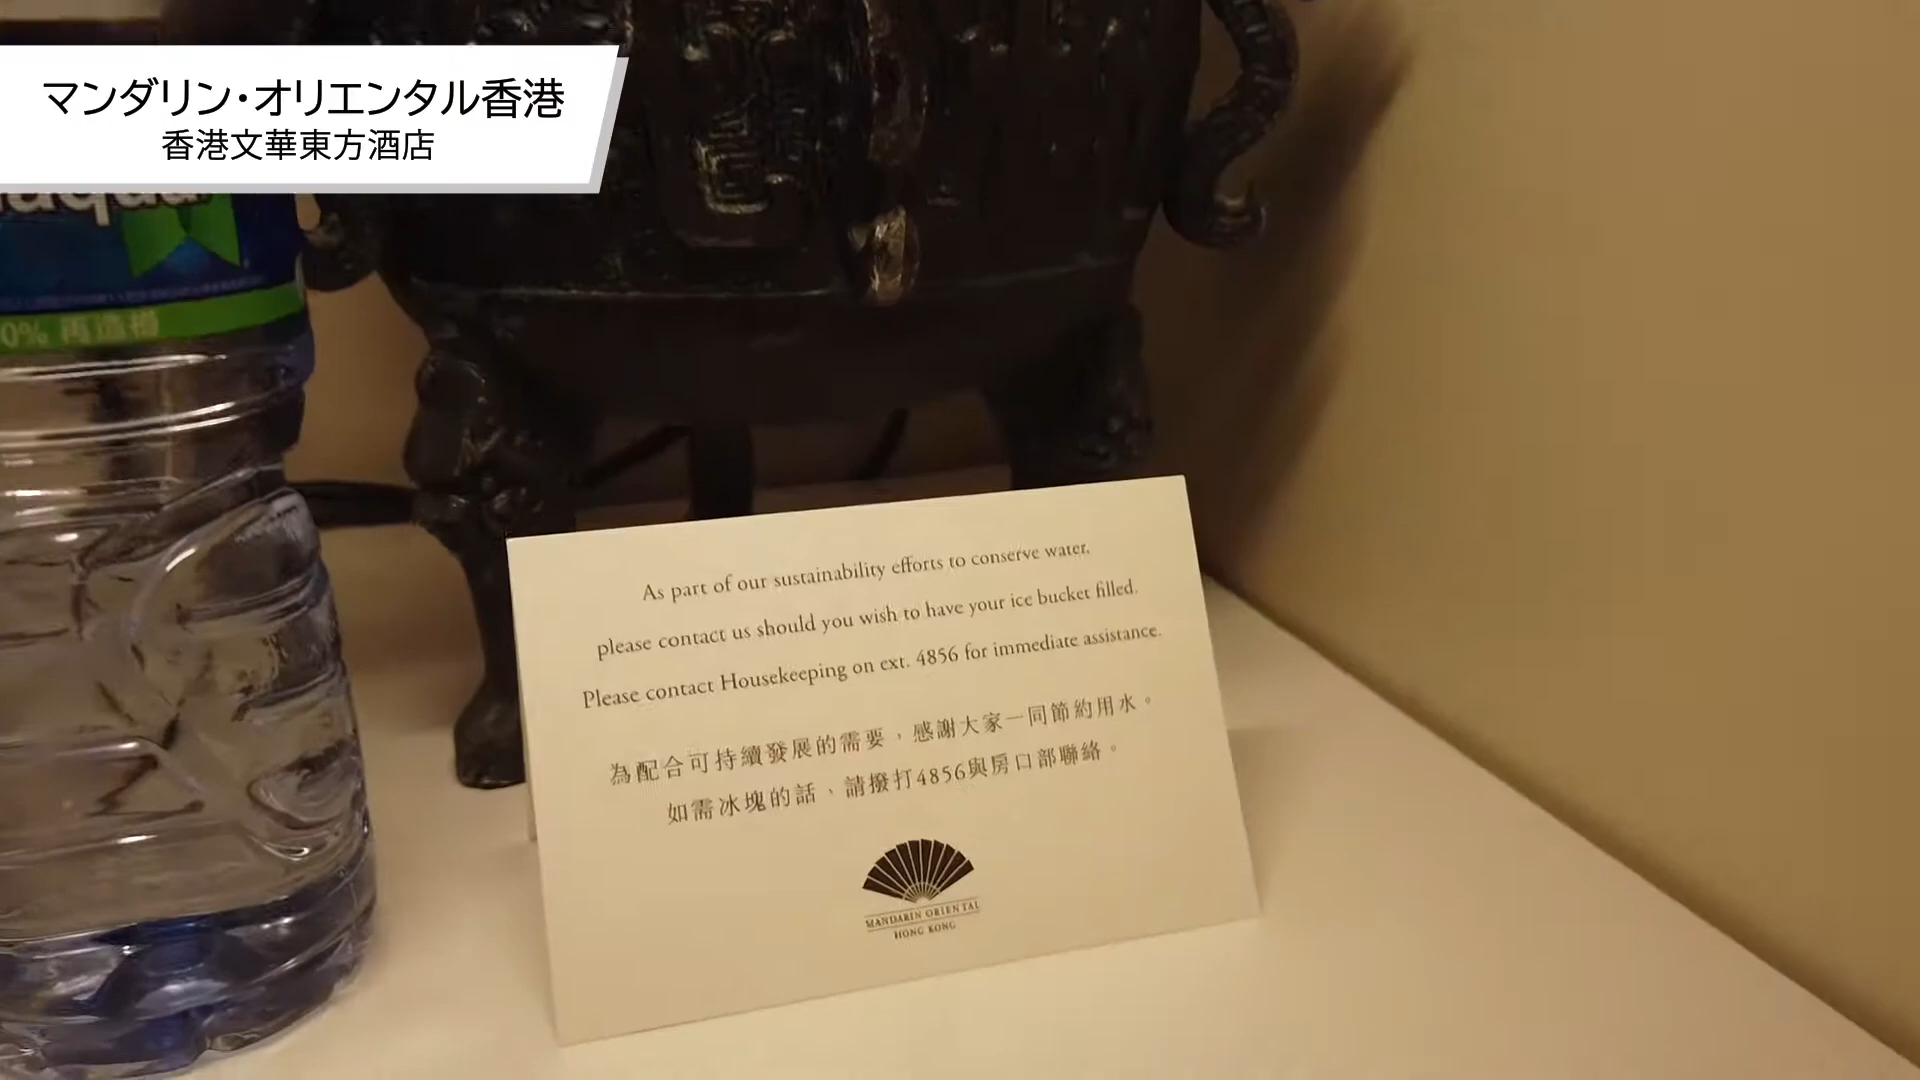 マンダリン・オリエンタル香港
香港文華東方酒店
0% 再造樽
As part of our sustainability efforts to conserve water,
please contact us should you wish to have your ice bucket filled.
Please contact Housekeeping on ext. 4856 for immediate assistance.
為配合可持續發展的需要，感謝大家一同節約用水。
如需冰塊的話、請撥打4856與房口部聯絡。
MANDARIN ORIENTAL
HONG KONG